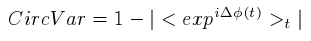 CircVar = 1 − | < exp^{iΔϕ(t)} >_t |